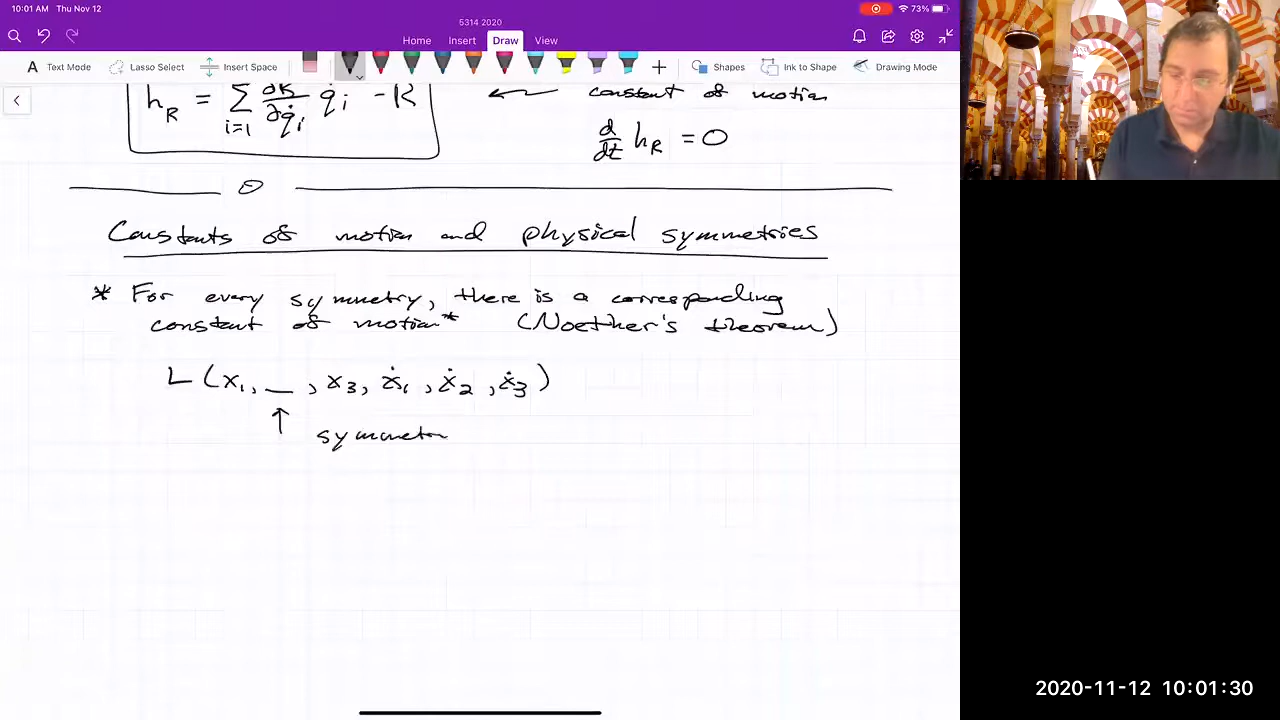 10:01 AM Thu Nov 12
73%
5314 2020
Home Insert Draw View
Text Mode Lasso Select Insert Space Shapes Ink to Shape Drawing Mode
h_R = Σ_{i=1} ∂R/∂q̇_i q̇_i - R ← constant of motion
d/dt h_R = 0
Constants of motion and physical symmetries
* For every symmetry, there is a corresponding
constant of motion* (Noether's theorem)
L (x₁, _ , x₃, ẋ₁, ẋ₂, ẋ₃)
↑ symmetr
2020-11-12 10:01:30